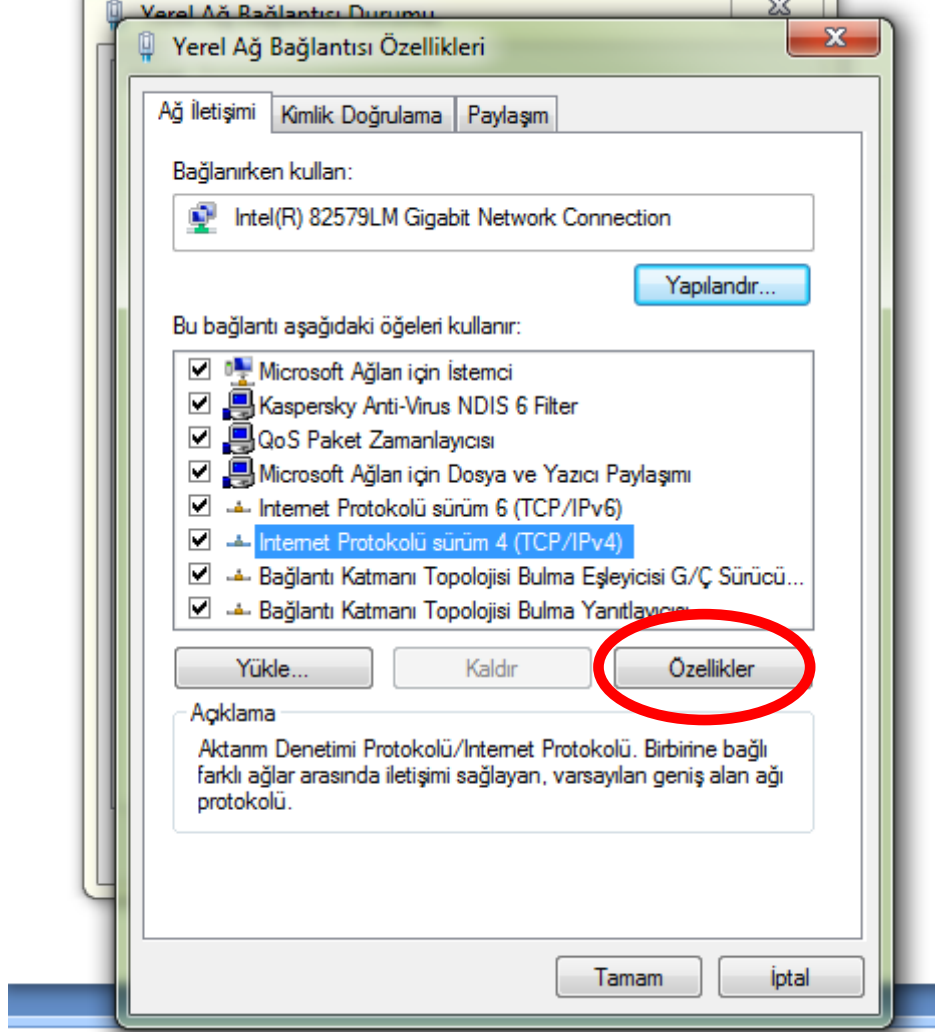 Yerel Ağ Bağlantısı Durumu
Yerel Ağ Bağlantısı Özellikleri
Ağ İletişimi
Kimlik Doğrulama
Paylaşım
Bağlanırken kullan:
Intel(R) 82579LM Gigabit Network Connection
Yapılandır...
Bu bağlantı aşağıdaki öğeleri kullanır:
Microsoft Ağları için İstemci
Kaspersky Anti-Virus NDIS 6 Filter
QoS Paket Zamanlayıcısı
Microsoft Ağları için Dosya ve Yazıcı Paylaşımı
Internet Protokolü sürüm 6 (TCP/IPv6)
Internet Protokolü sürüm 4 (TCP/IPv4)
Bağlantı Katmanı Topolojisi Bulma Eşleyicisi G/Ç Sürücü...
Bağlantı Katmanı Topolojisi Bulma Yanıtlayıcısı
Yükle...
Kaldır
Özellikler
Açıklama
Aktarım Denetimi Protokolü/Internet Protokolü. Birbirine bağlı
farklı ağlar arasında iletişimi sağlayan, varsayılan geniş alan ağı
protokolü.
Tamam
İptal